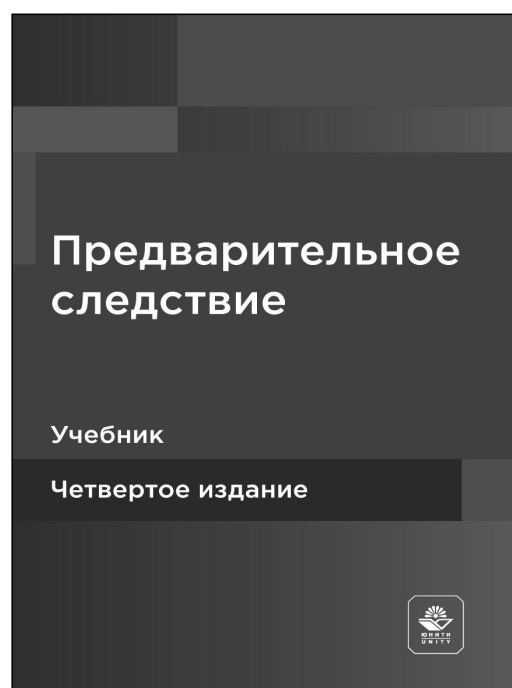 Предварительное
следствие
Учебник
Четвертое издание
ЮНИТИ
UNITY